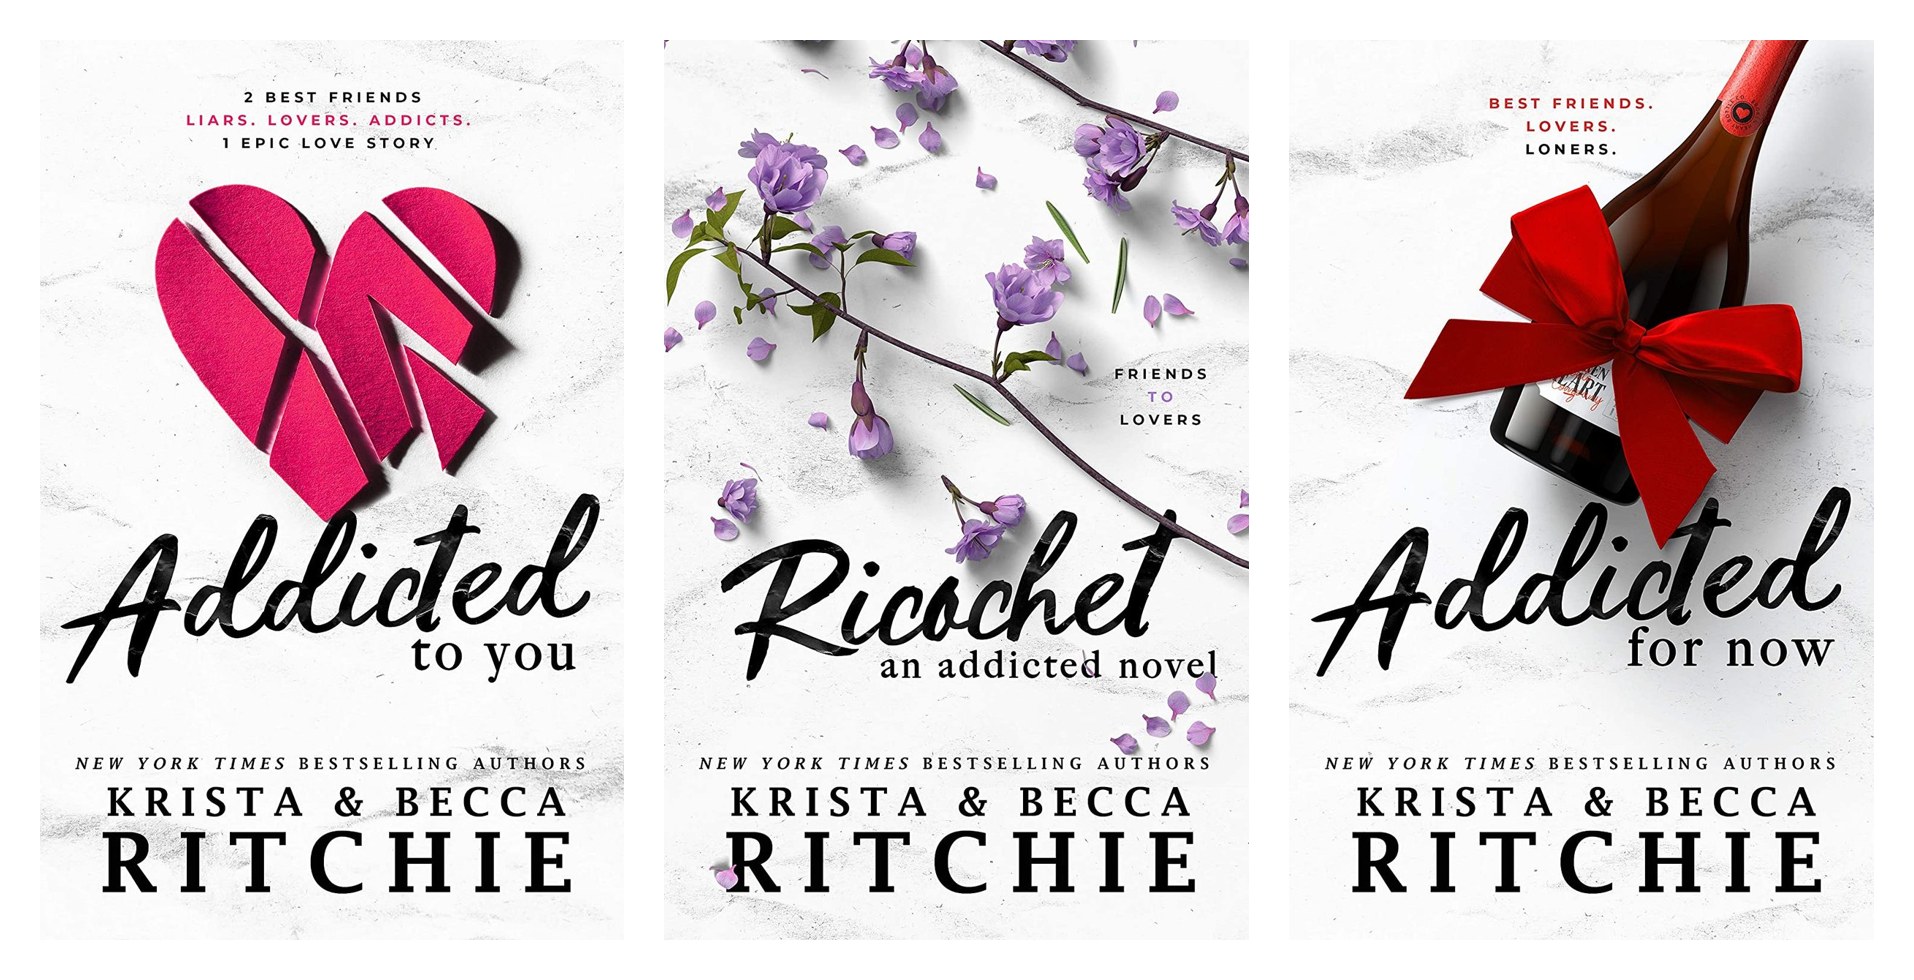 2 BEST FRIENDS
LIARS. LOVERS. ADDICTS.
1 EPIC LOVE STORY
Addicted
to you
NEW YORK TIMES BESTSELLING AUTHORS
KRISTA & BECCA
RITCHIE
FRIENDS
TO
LOVERS
Ricochet
an addicted novel
NEW YORK TIMES BESTSELLING AUTHORS
KRISTA & BECCA
RITCHIE
BEST FRIENDS.
LOVERS.
LONERS.
Addicted
for now
NEW YORK TIMES BESTSELLING AUTHORS
KRISTA & BECCA
RITCHIE